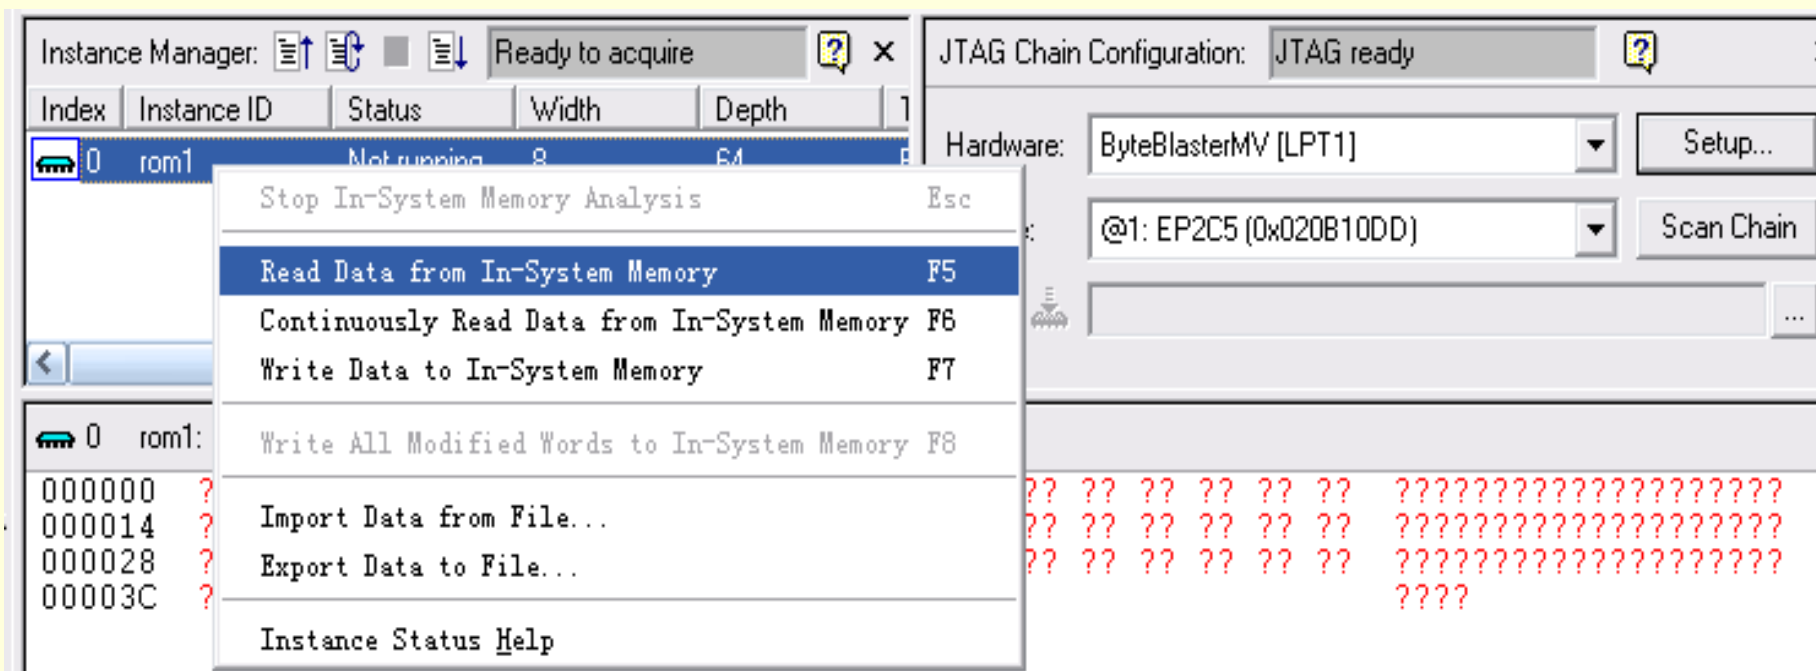 Instance Manager: Ready to acquire
JTAG Chain Configuration: JTAG ready
Index Instance ID Status Width Depth
0 rom1 Not running 8 64
Hardware: ByteBlasterMV [LPT1] Setup...
@1: EP2C5 (0x020B10DD) Scan Chain
...
Stop In-System Memory Analysis Esc
Read Data from In-System Memory F5
Continuously Read Data from In-System Memory F6
Write Data to In-System Memory F7
Write All Modified Words to In-System Memory F8
Import Data from File...
Export Data to File...
Instance Status Help
0 rom1:
000000 ? ?? ?? ?? ?? ?? ?? ????????????????????
000014 ? ?? ?? ?? ?? ?? ?? ????????????????????
000028 ? ?? ?? ?? ?? ?? ?? ????????????????????
00003C ? ????